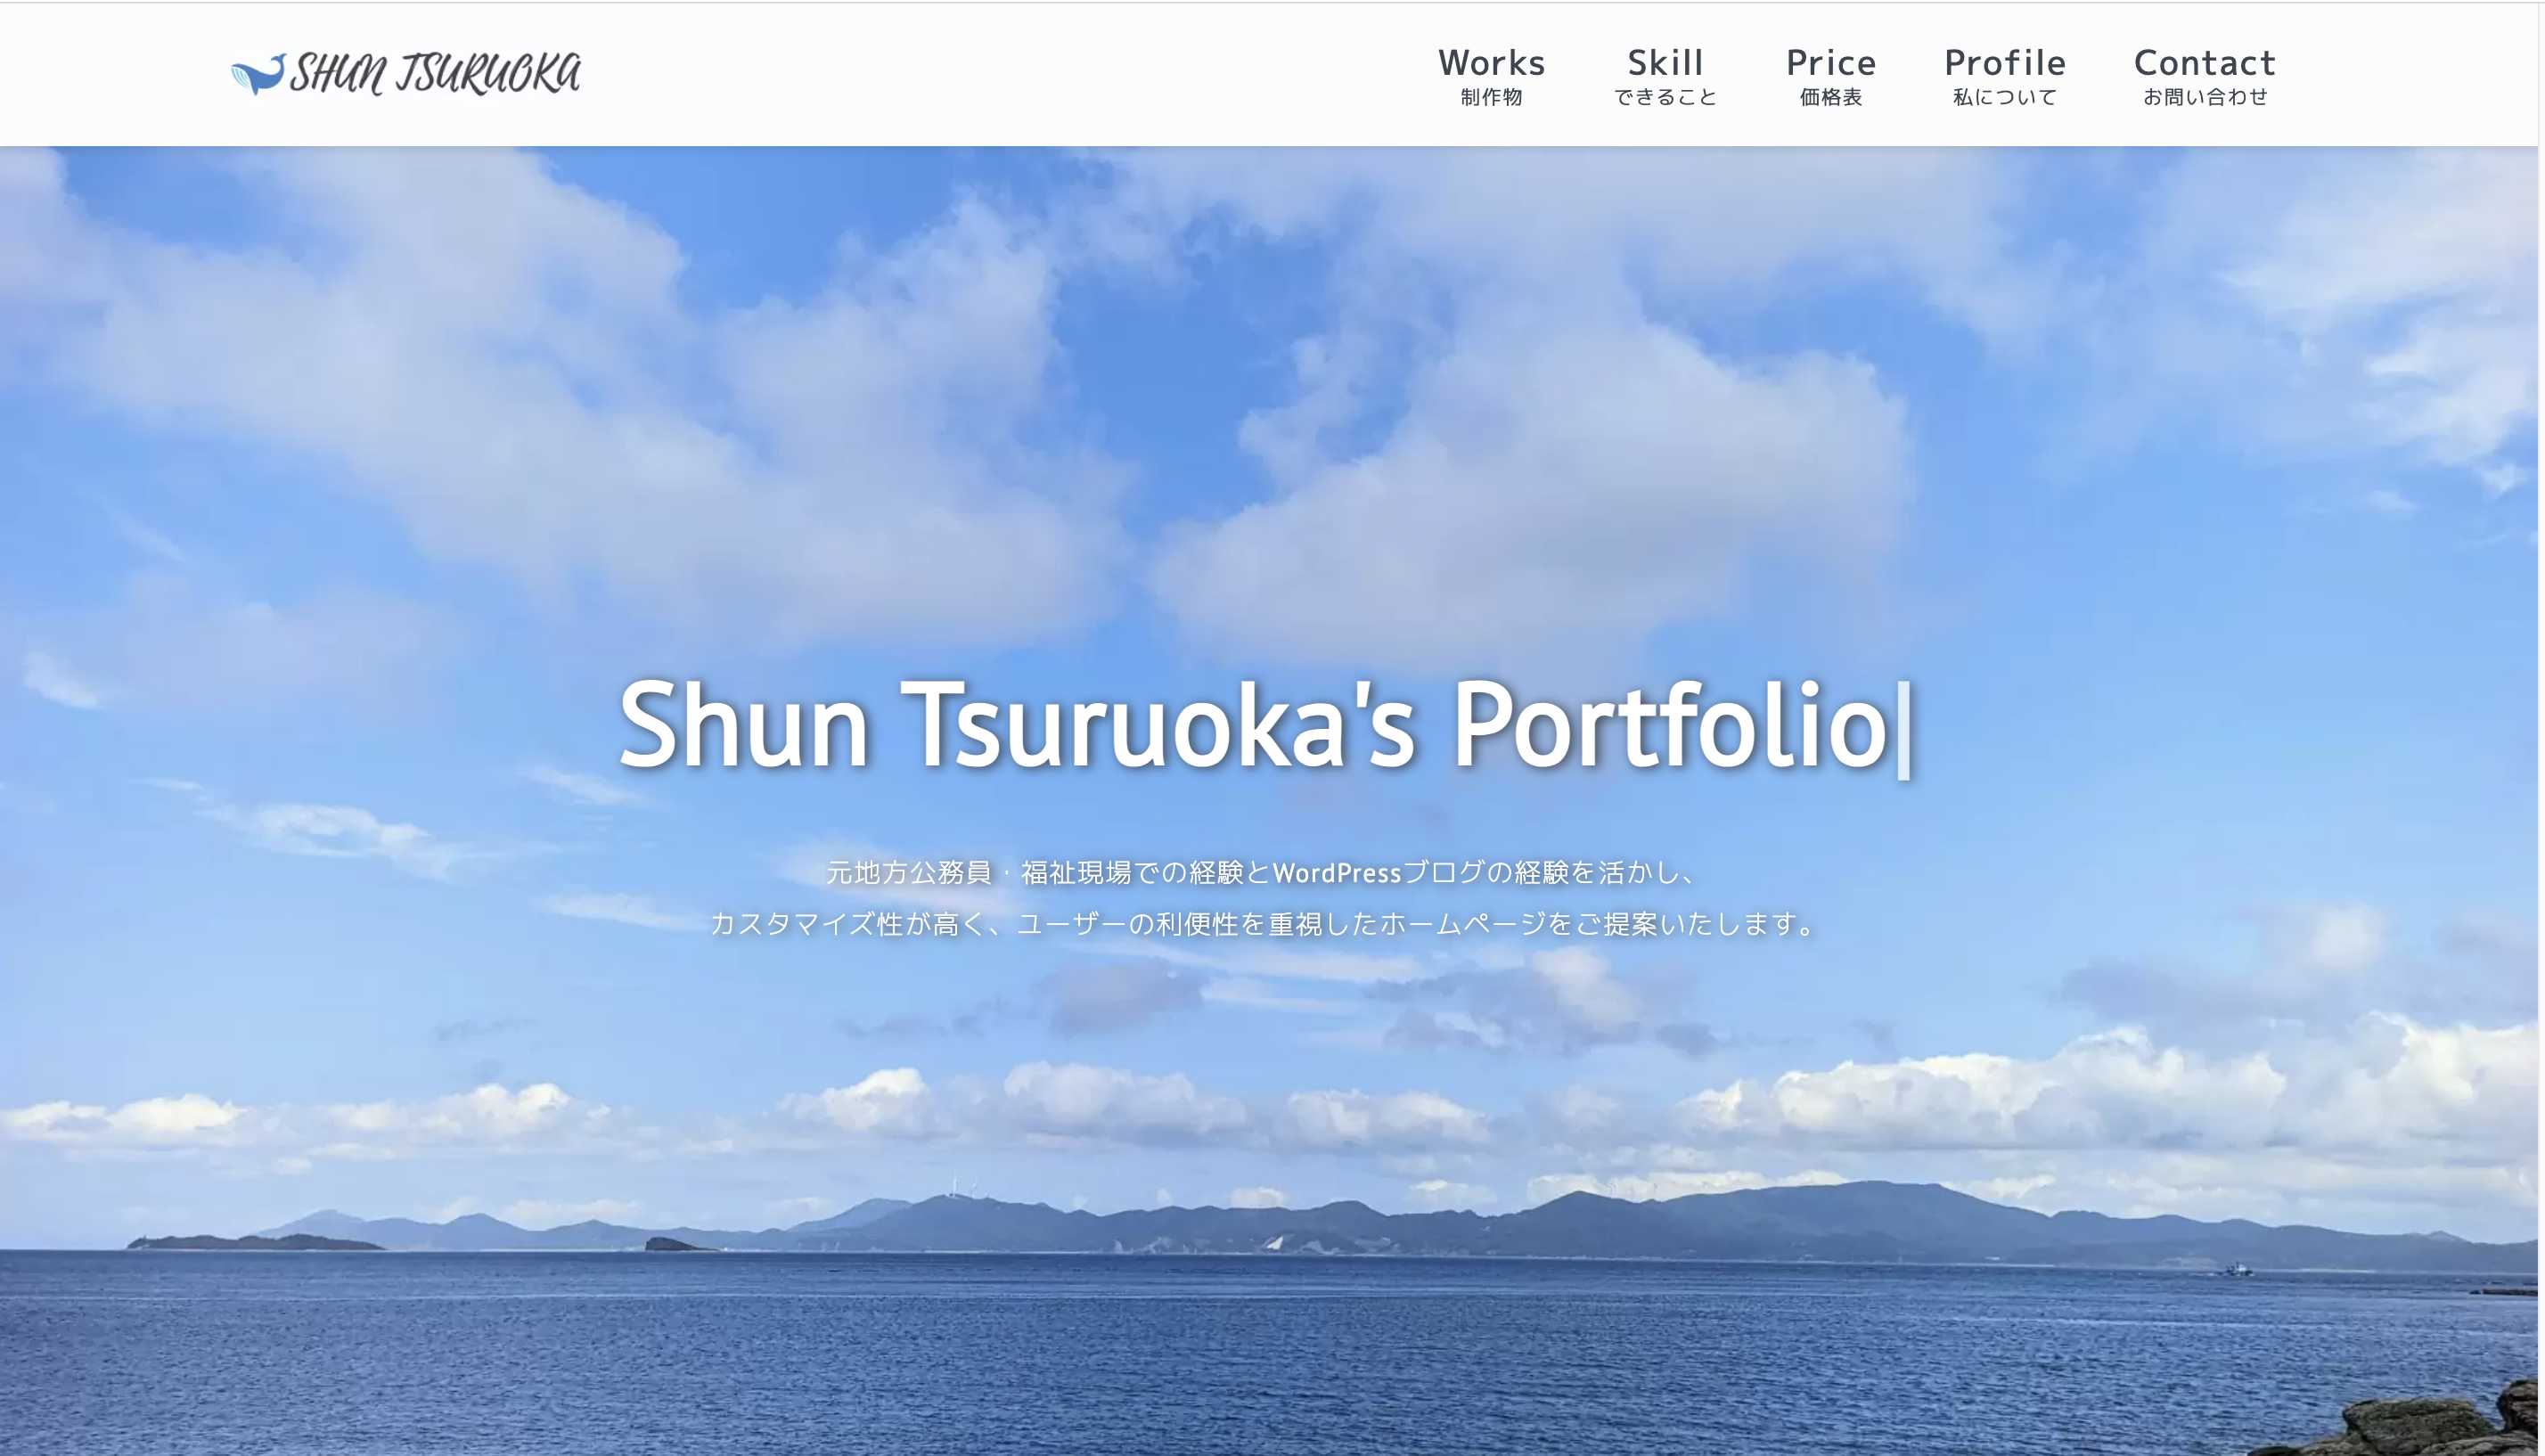 SHUN TSURUOKA
Works
制作物
Skill
できること
Price
価格表
Profile
私について
Contact
お問い合わせ
Shun Tsuruoka's Portfolio|
元地方公務員・福祉現場での経験とWordPressブログの経験を活かし、
カスタマイズ性が高く、ユーザーの利便性を重視したホームページをご提案いたします。